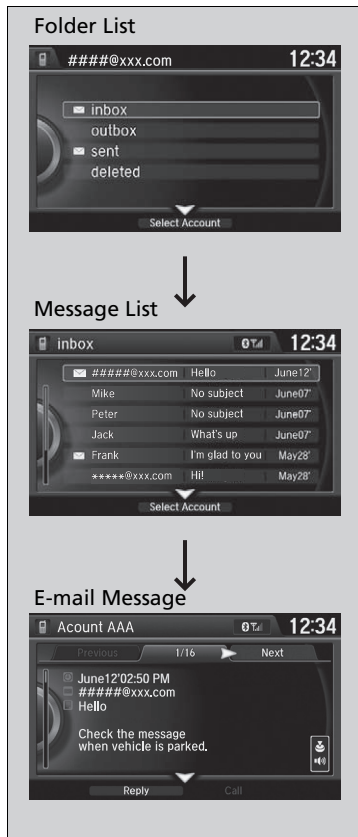 Folder List
####@xxx.com 12:34
inbox
outbox
sent
deleted
Select Account
Message List
inbox 12:34
#####@xxx.com Hello June12'
Mike No subject June07'
Peter No subject June07'
Jack What's up June07'
Frank I'm glad to you May28'
*****@xxx.com Hi! May28'
Select Account
E-mail Message
Acount AAA 12:34
Previous 1/16 Next
June12'02:50 PM
#####@xxx.com
Hello
Check the message
when vehicle is parked.
Reply Call